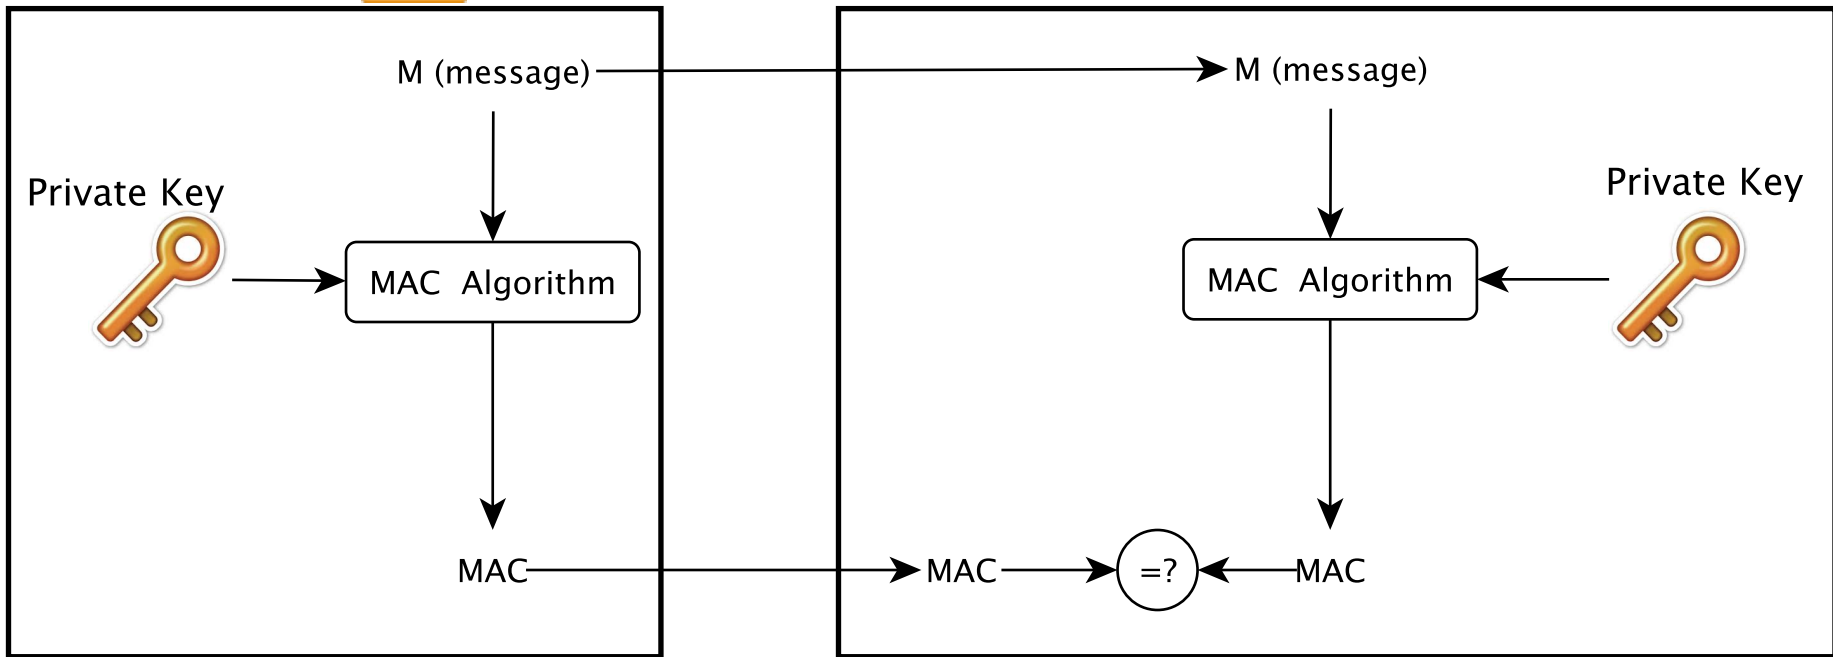 M (message)
M (message)
Private Key
Private Key
MAC Algorithm
MAC Algorithm
MAC
MAC
=?
MAC